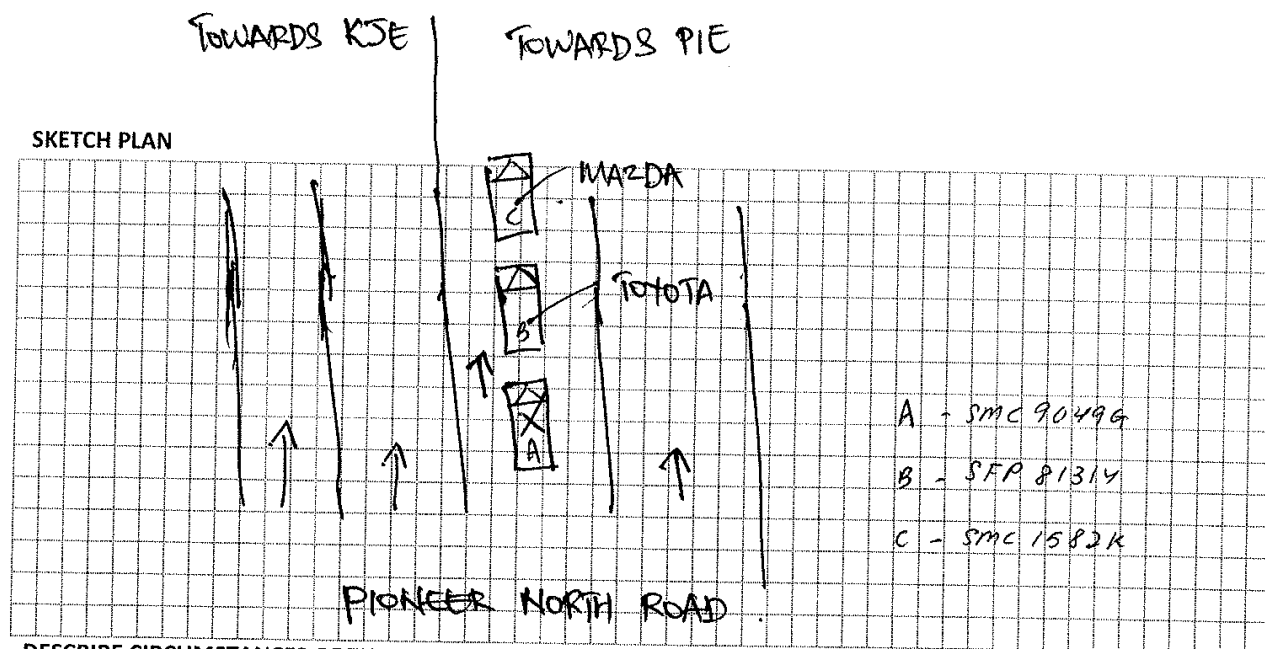 TOWARDS KJE TOWARDS PIE
SKETCH PLAN
MAZDA
C
TOYOTA
B
A
A - SMC 9049G
B - SFP 8131Y
C - SMC 1582K
PIONEER NORTH ROAD.